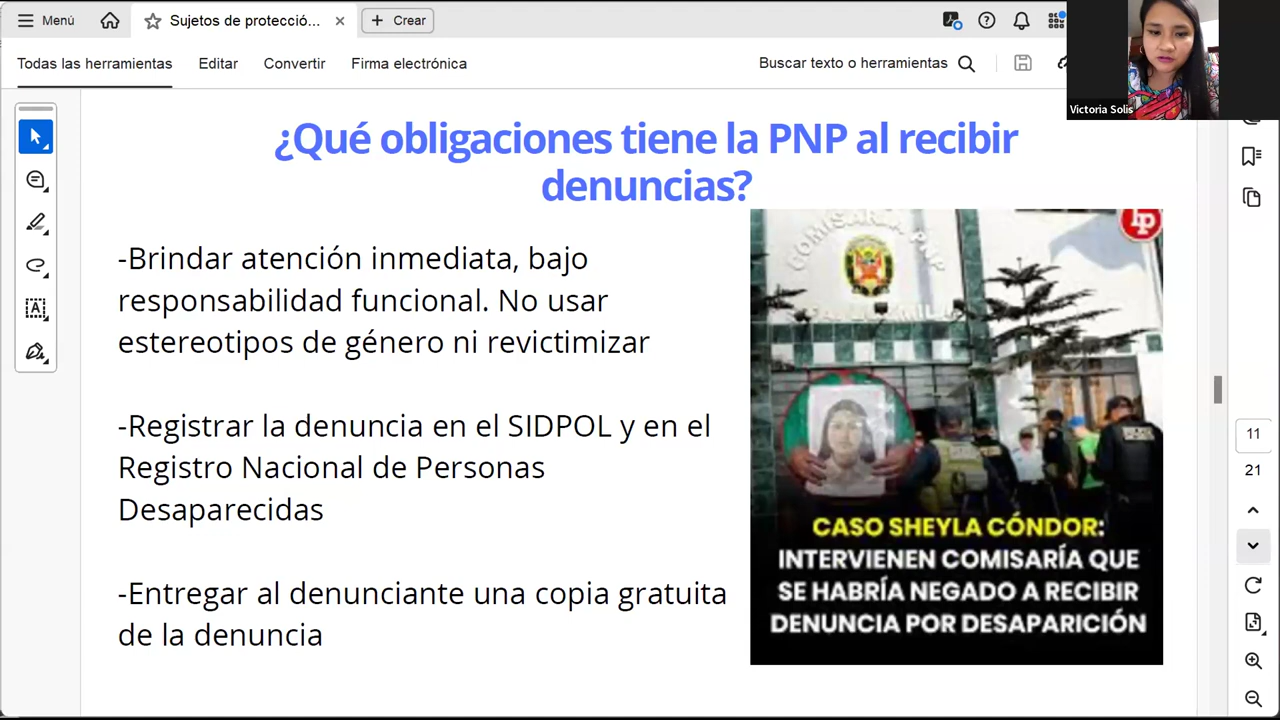 Menú
Sujetos de protecció...
Crear
Todas las herramientas
Editar
Convertir
Firma electrónica
Buscar texto o herramientas
Victoria Solis
¿Qué obligaciones tiene la PNP al recibir
denuncias?
-Brindar atención inmediata, bajo
responsabilidad funcional. No usar
estereotipos de género ni revictimizar
-Registrar la denuncia en el SIDPOL y en el
Registro Nacional de Personas
Desaparecidas
-Entregar al denunciante una copia gratuita
de la denuncia
lp
COMISARIA PNP
CASO SHEYLA CÓNDOR:
INTERVIENEN COMISARÍA QUE
SE HABRÍA NEGADO A RECIBIR
DENUNCIA POR DESAPARICIÓN
11
21